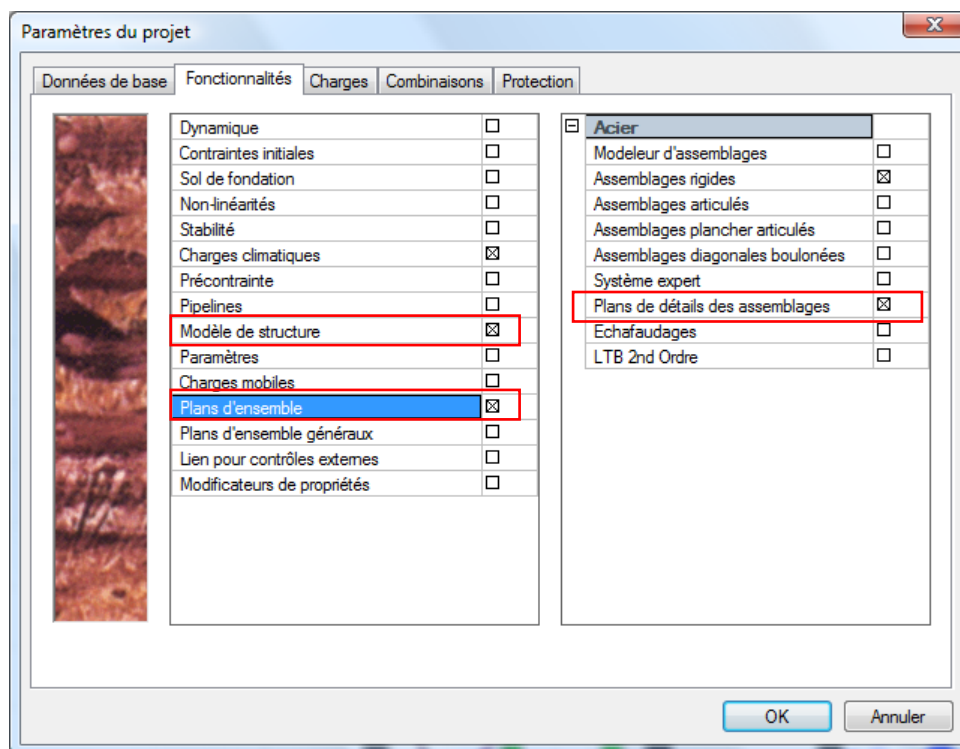 Paramètres du projet
Données de base Fonctionnalités Charges Combinaisons Protection
Dynamique
Contraintes initiales
Sol de fondation
Non-linéarités
Stabilité
Charges climatiques
Précontrainte
Pipelines
Modèle de structure
Paramètres
Charges mobiles
Plans d'ensemble
Plans d'ensemble généraux
Lien pour contrôles externes
Modificateurs de propriétés
Acier
Modeleur d'assemblages
Assemblages rigides
Assemblages articulés
Assemblages plancher articulés
Assemblages diagonales boulonées
Système expert
Plans de détails des assemblages
Echafaudages
LTB 2nd Ordre
OK Annuler